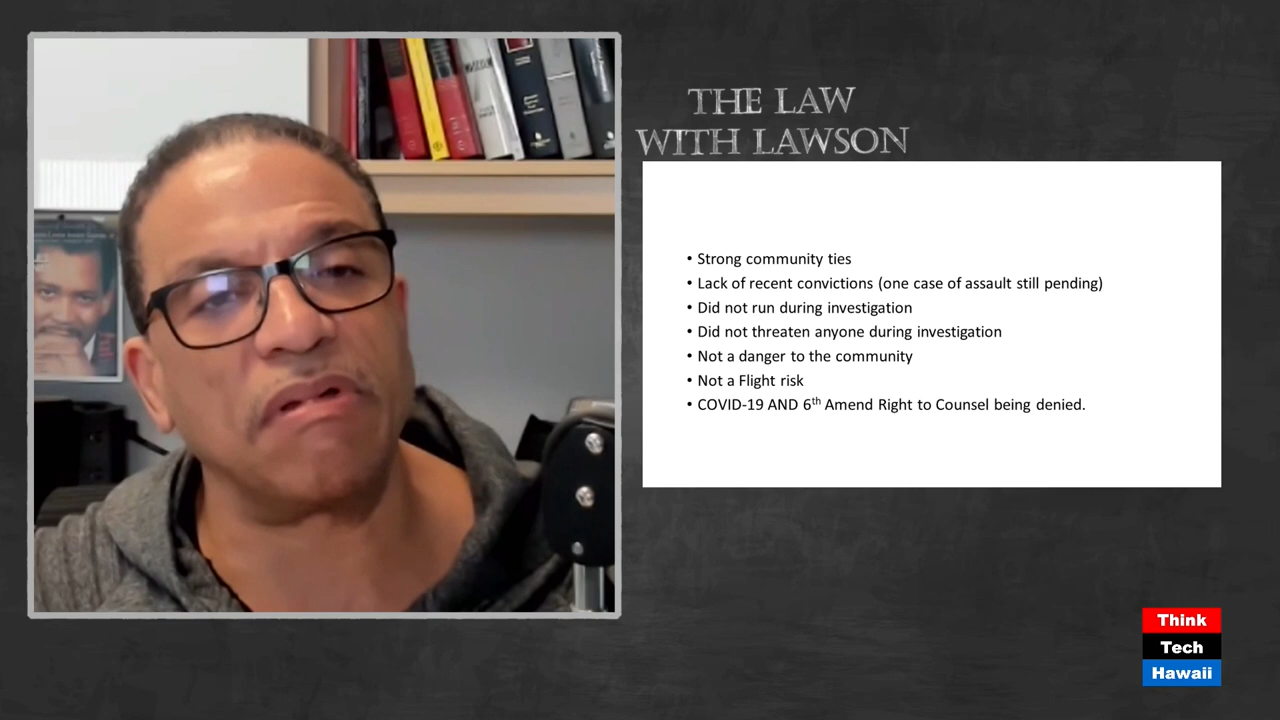 THE LAW
WITH LAWSON
• Strong community ties
• Lack of recent convictions (one case of assault still pending)
• Did not run during investigation
• Did not threaten anyone during investigation
• Not a danger to the community
• Not a Flight risk
• COVID-19 AND 6th Amend Right to Counsel being denied.
Think
Tech
Hawaii